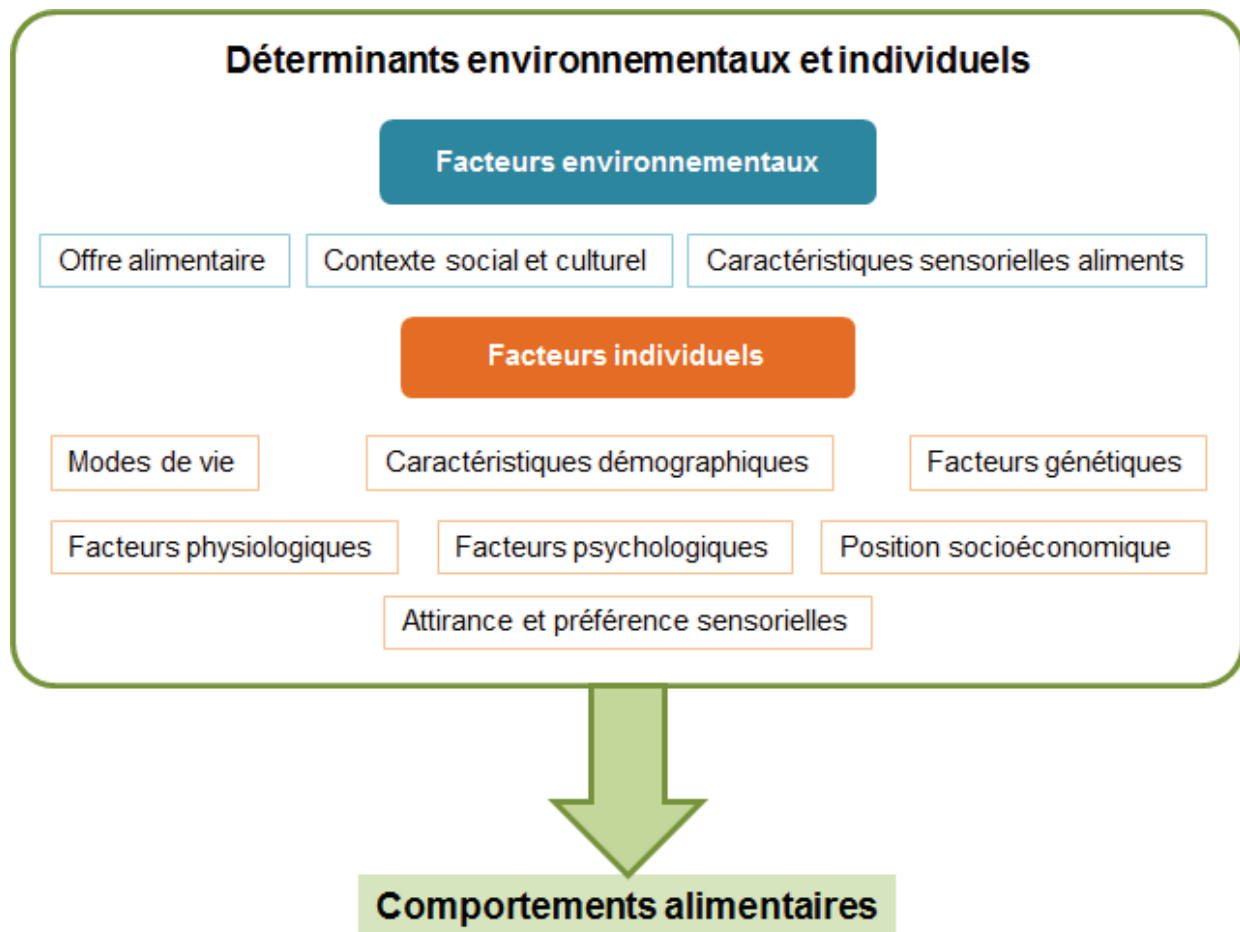 Déterminants environnementaux et individuels
Facteurs environnementaux
Offre alimentaire
Contexte social et culturel
Caractéristiques sensorielles aliments
Facteurs individuels
Modes de vie
Caractéristiques démographiques
Facteurs génétiques
Facteurs physiologiques
Facteurs psychologiques
Position socioéconomique
Attirance et préférence sensorielles
Comportements alimentaires